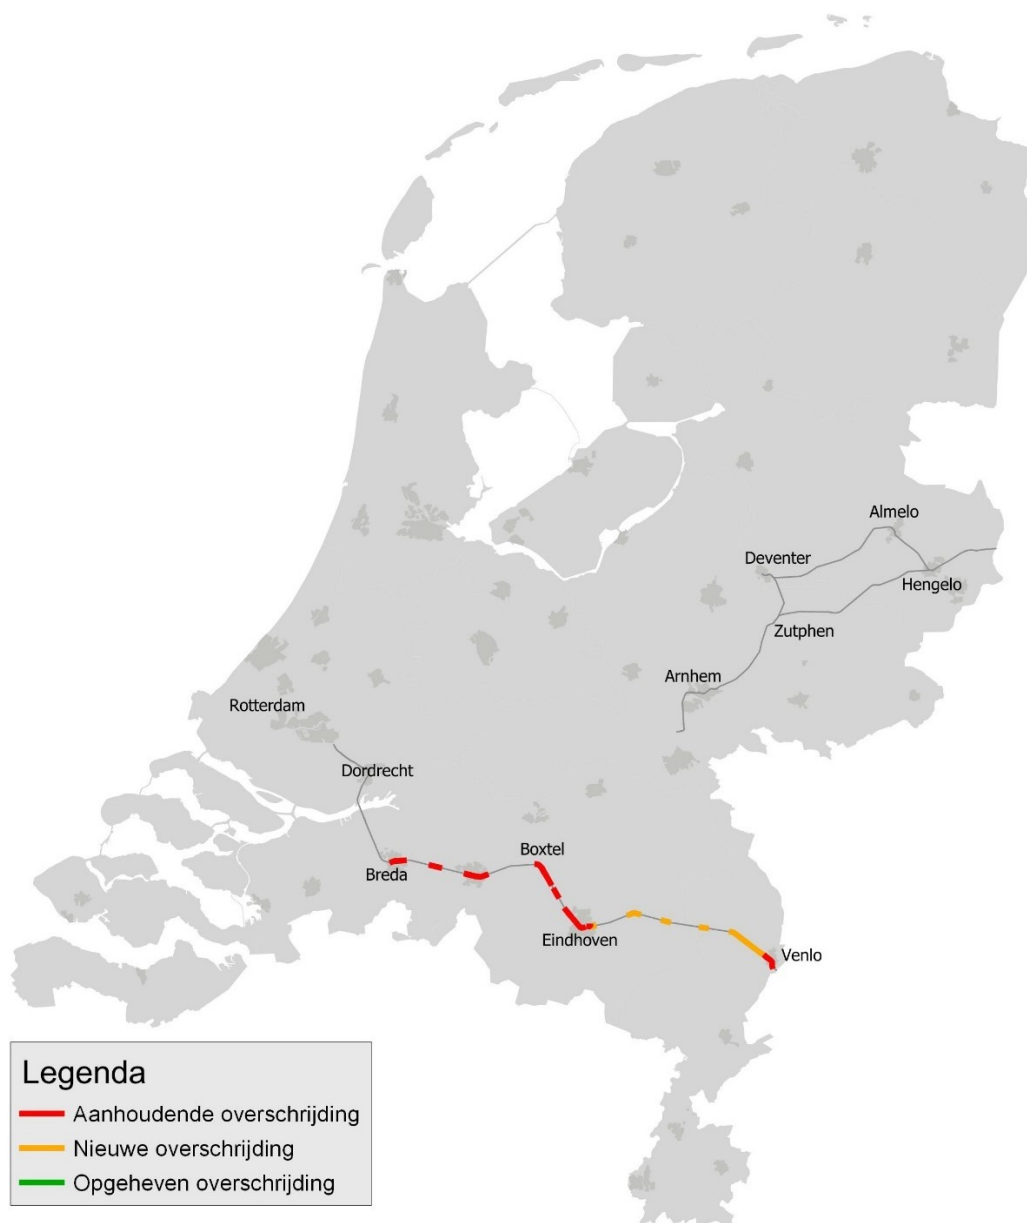 Almelo
Deventer
Hengelo
Zutphen
Arnhem
Rotterdam
Dordrecht
Boxtel
Breda
Eindhoven
Venlo
Legenda
Aanhoudende overschrijding
Nieuwe overschrijding
Opgeheven overschrijding